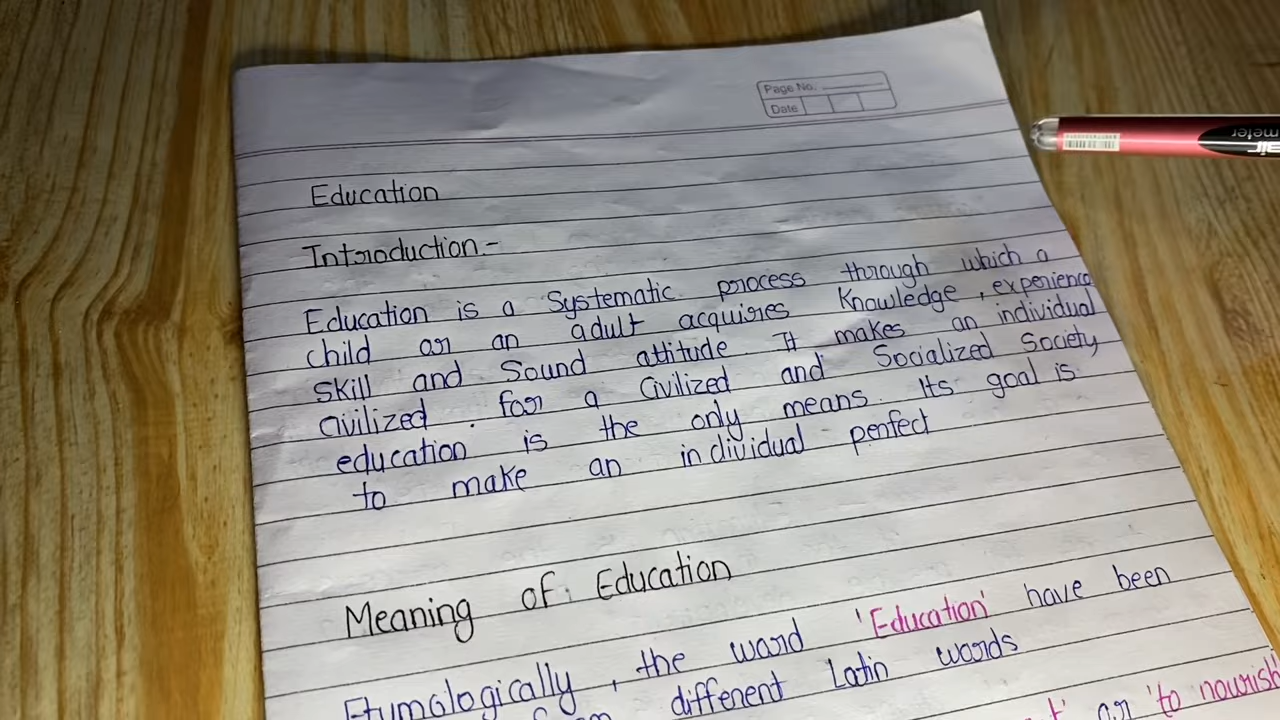 Page No.
Date
Education
Introduction:-
Education is a Systematic process through which a
child or an adult acquires Knowledge, experience
Skill and Sound attitude. It makes an individual
Civilized. for a Civilized and Socialized Society
education is the only means. Its goal is
to make an individual perfect
Meaning of Education
Etymologically, the word 'Education' have been
from different Latin words
or 'to nourish
air
meter